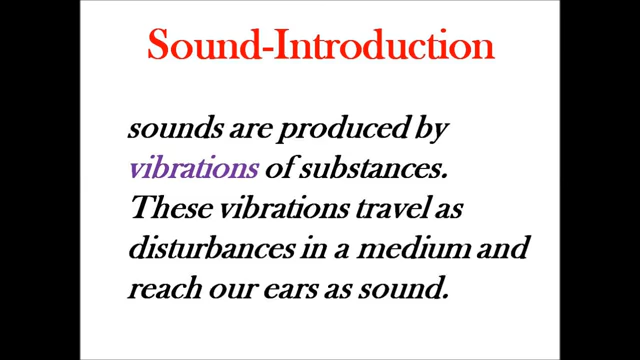 Sound-Introduction
sounds are produced by
vibrations of substances.
These vibrations travel as
disturbances in a medium and
reach our ears as sound.